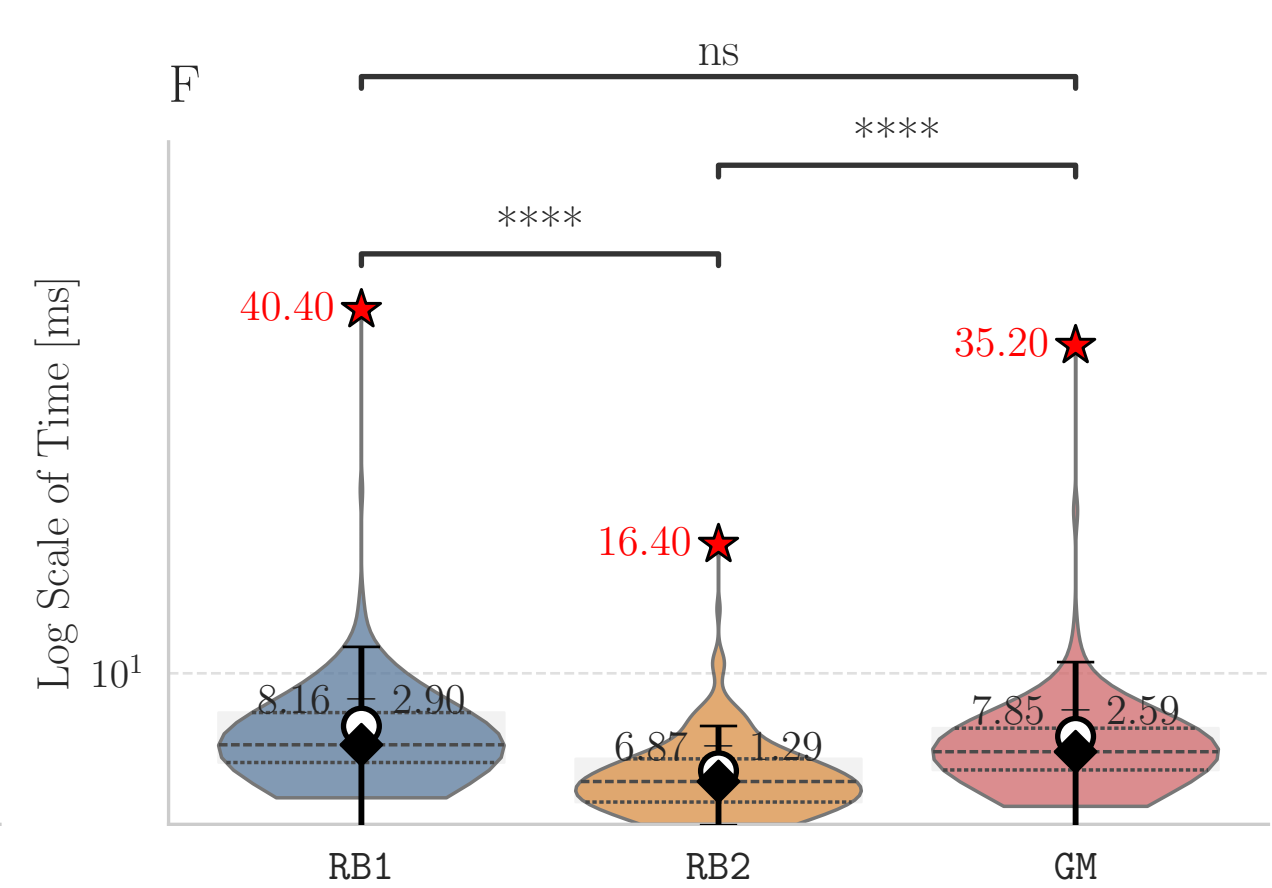 ns
F
****
****
40.40
35.20
16.40
Log Scale of Time [ms]
10¹
8.16 ± 2.90
7.85 ± 2.59
6.87 ± 1.29
RB1
RB2
GM